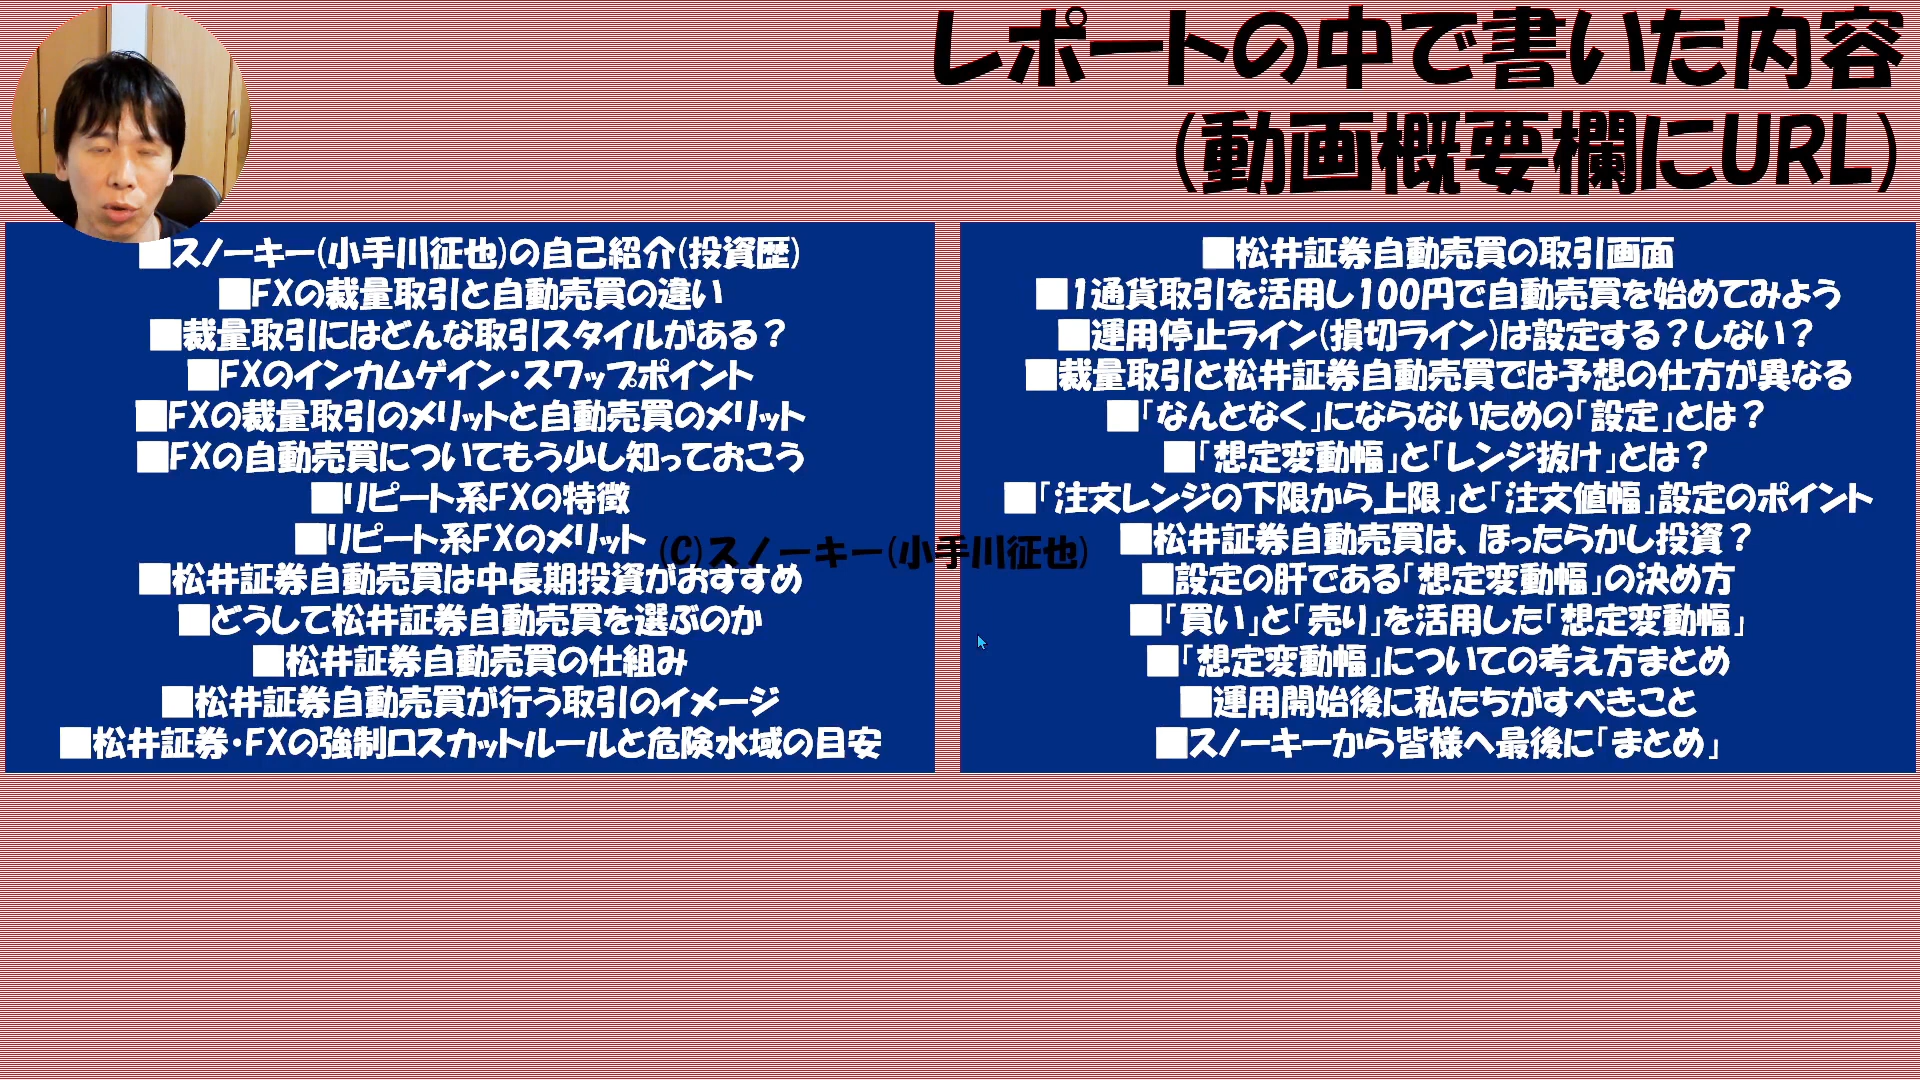 レポートの中で書いた内容
(動画概要欄にURL)
■スノーキー(小手川征也)の自己紹介(投資歴)
■FXの裁量取引と自動売買の違い
■裁量取引にはどんな取引スタイルがある？
■FXのインカムゲイン・スワップポイント
■FXの裁量取引のメリットと自動売買のメリット
■FXの自動売買についてもう少し知っておこう
■リピート系FXの特徴
■リピート系FXのメリット
■松井証券自動売買は中長期投資がおすすめ
■どうして松井証券自動売買を選ぶのか
■松井証券自動売買の仕組み
■松井証券自動売買が行う取引のイメージ
■松井証券・FXの強制ロスカットルールと危険水域の目安
■松井証券自動売買の取引画面
■1通貨取引を活用し100円で自動売買を始めてみよう
■運用停止ライン(損切ライン)は設定する？しない？
■裁量取引と松井証券自動売買では予想の仕方が異なる
■「なんとなく」にならないための「設定」とは？
■「想定変動幅」と「レンジ抜け」とは？
■「注文レンジの下限から上限」と「注文値幅」設定のポイント
■松井証券自動売買は、ほったらかし投資？
■設定の肝である「想定変動幅」の決め方
■「買い」と「売り」を活用した「想定変動幅」
■「想定変動幅」についての考え方まとめ
■運用開始後に私たちがすべきこと
■スノーキーから皆様へ最後に「まとめ」
(C)スノーキー(小手川征也)